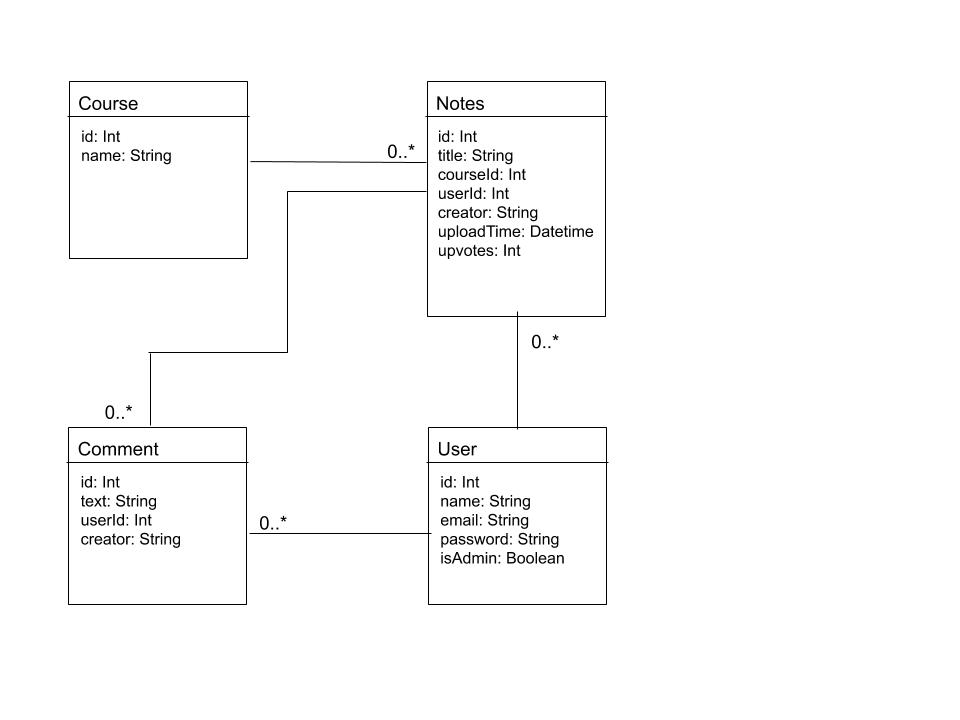 Course
id: Int
name: String
0..*
Notes
id: Int
title: String
courseId: Int
userId: Int
creator: String
uploadTime: Datetime
upvotes: Int
0..*
0..*
Comment
id: Int
text: String
userId: Int
creator: String
0..*
User
id: Int
name: String
email: String
password: String
isAdmin: Boolean